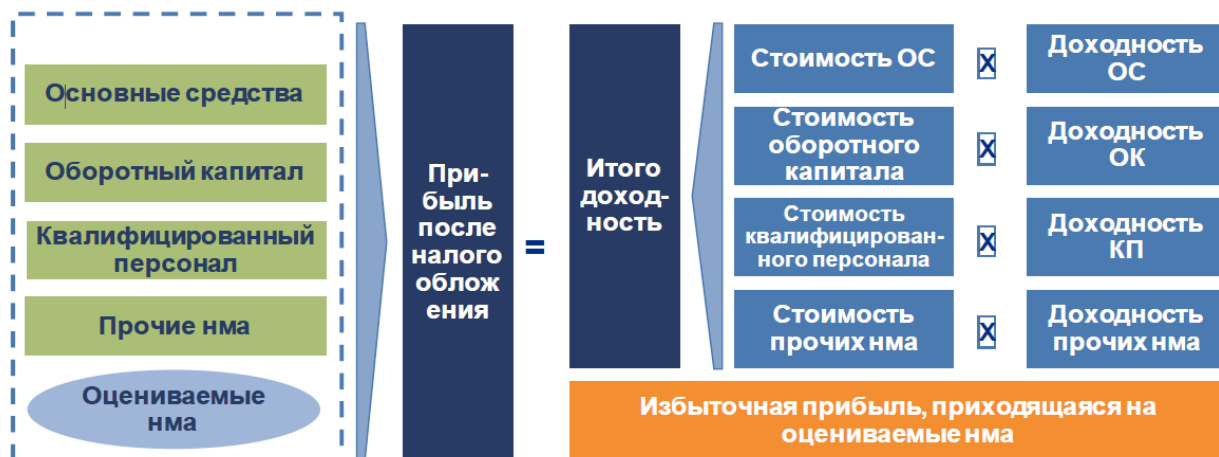 Основные средства
Оборотный капитал
Квалифицированный
персонал
Прочие нма
Оцениваемые
нма
При-
быль
после
налого
облож
ения
=
Итого
доход-
ность
Стоимость ОС
X
Доходность
ОС
Стоимость
оборотного
капитала
X
Доходность
ОК
Стоимость
квалифицирован-
ного персонала
X
Доходность
КП
Стоимость
прочих нма
X
Доходность
прочих нма
Избыточная прибыль, приходящаяся на
оцениваемые нма